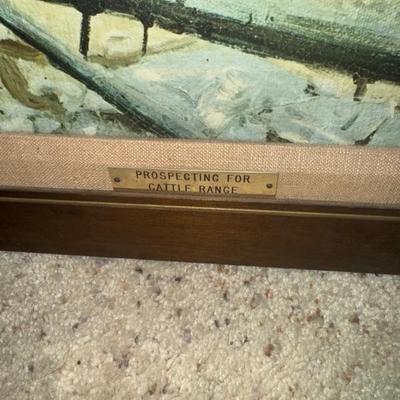 PROSPECTING FOR
CATTLE RANGE